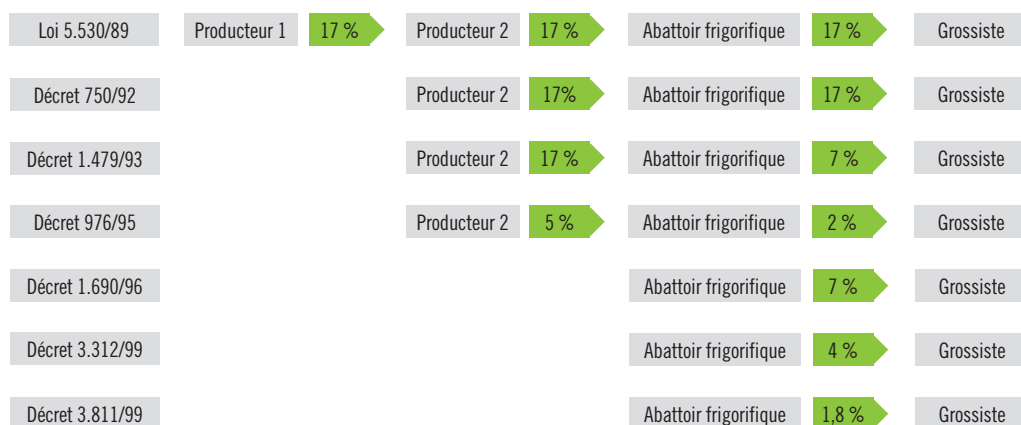 Loi 5.530/89 Producteur 1 17 % Producteur 2 17 % Abattoir frigorifique 17 % Grossiste
Décret 750/92 Producteur 2 17% Abattoir frigorifique 17 % Grossiste
Décret 1.479/93 Producteur 2 17 % Abattoir frigorifique 7 % Grossiste
Décret 976/95 Producteur 2 5 % Abattoir frigorifique 2 % Grossiste
Décret 1.690/96 Abattoir frigorifique 7 % Grossiste
Décret 3.312/99 Abattoir frigorifique 4 % Grossiste
Décret 3.811/99 Abattoir frigorifique 1,8 % Grossiste